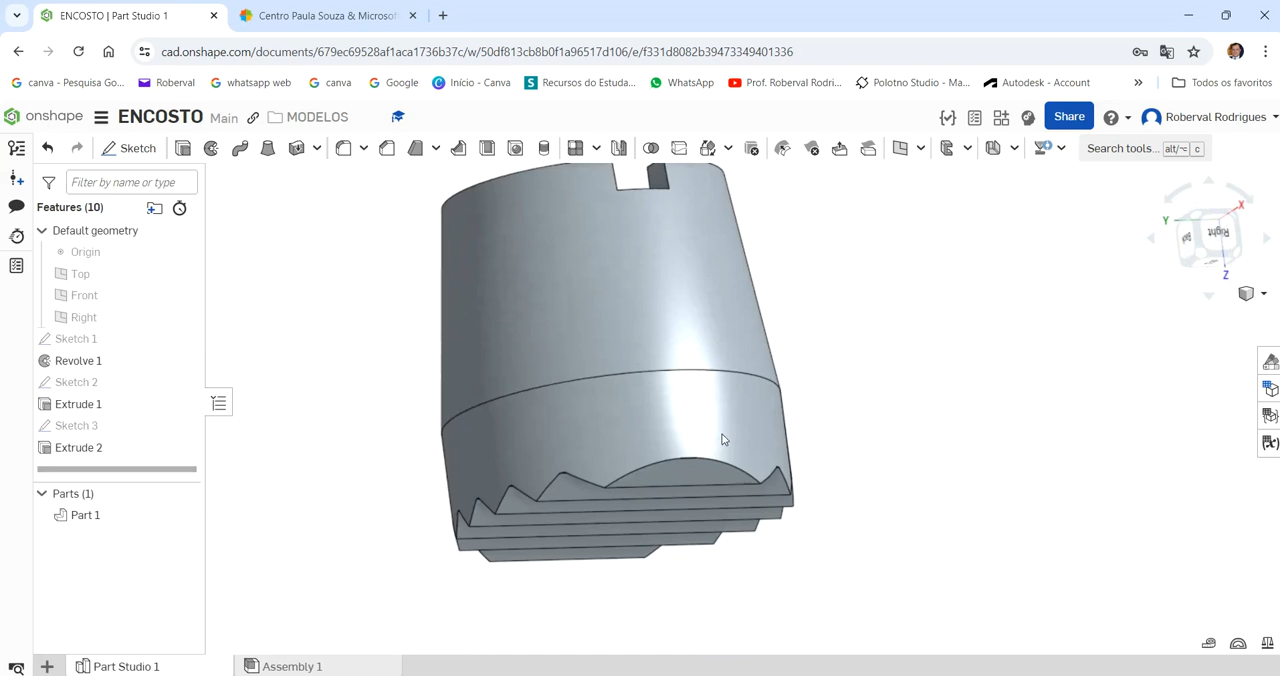 ENCOSTO | Part Studio 1
Centro Paula Souza & Microsof
cad.onshape.com/documents/679ec69528af1aca1736b37c/w/50df813cb8b0f1a96517d106/e/f331d8082b39473349401336
canva - Pesquisa Go...
Roberval
whatsapp web
canva
Google
Início - Canva
Recursos do Estuda...
WhatsApp
Prof. Roberval Rodri...
Polotno Studio - Ma...
Autodesk - Account
»
Todos os favoritos
onshape
ENCOSTO
Main
MODELOS
Share
Roberval Rodrigues
Sketch
Search tools...
alt/⌥
c
Filter by name or type
Features (10)
Default geometry
Origin
Top
Front
Right
Sketch 1
Revolve 1
Sketch 2
Extrude 1
Sketch 3
Extrude 2
Parts (1)
Part 1
X
Y
Right
Z
Part Studio 1
Assembly 1